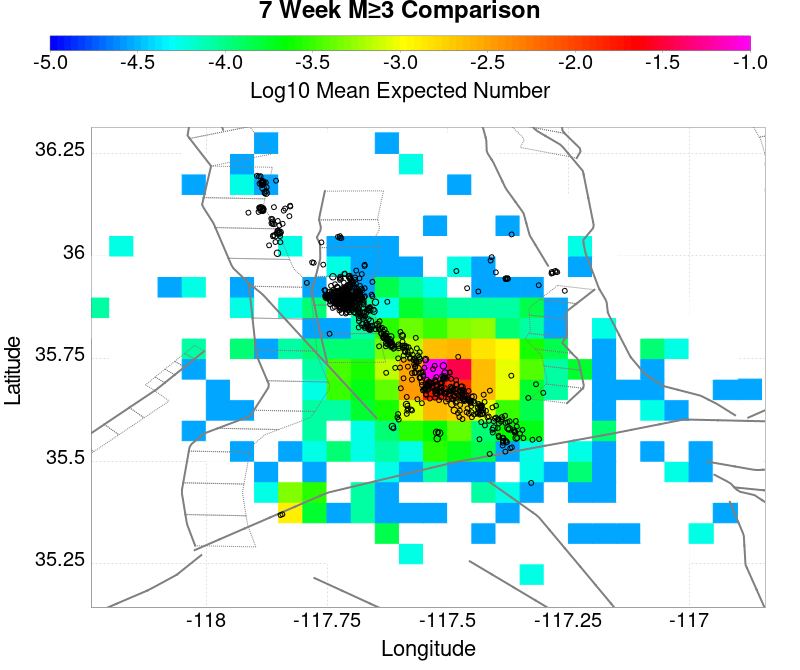 7 Week M≥3 Comparison
-5.0 -4.5 -4.0 -3.5 -3.0 -2.5 -2.0 -1.5 -1.0
Log10 Mean Expected Number
36.25
36
35.75
35.5
35.25
Latitude
-118 -117.75 -117.5 -117.25 -117
Longitude